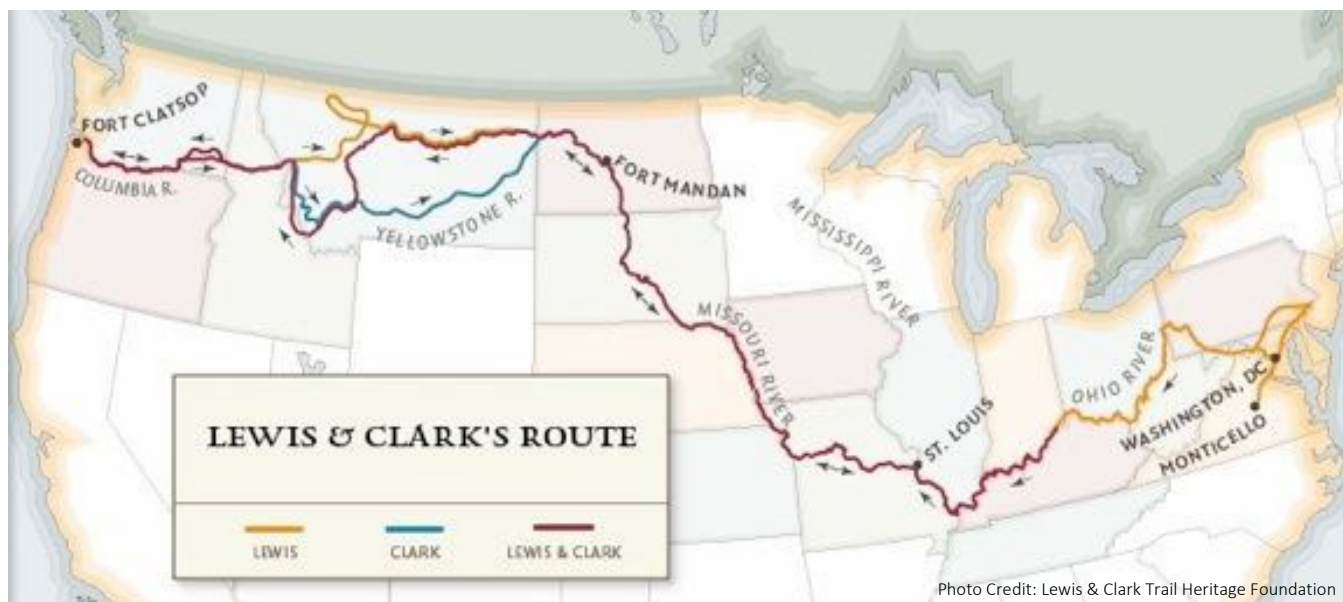 FORT CLATSOP
COLUMBIA R.
YELLOWSTONE R.
FORT MANDAN
MISSISSIPPI RIVER
MISSOURI RIVER
ST. LOUIS
OHIO RIVER
WASHINGTON, DC
MONTICELLO
LEWIS & CLARK'S ROUTE
LEWIS
CLARK
LEWIS & CLARK
Photo Credit: Lewis & Clark Trail Heritage Foundation